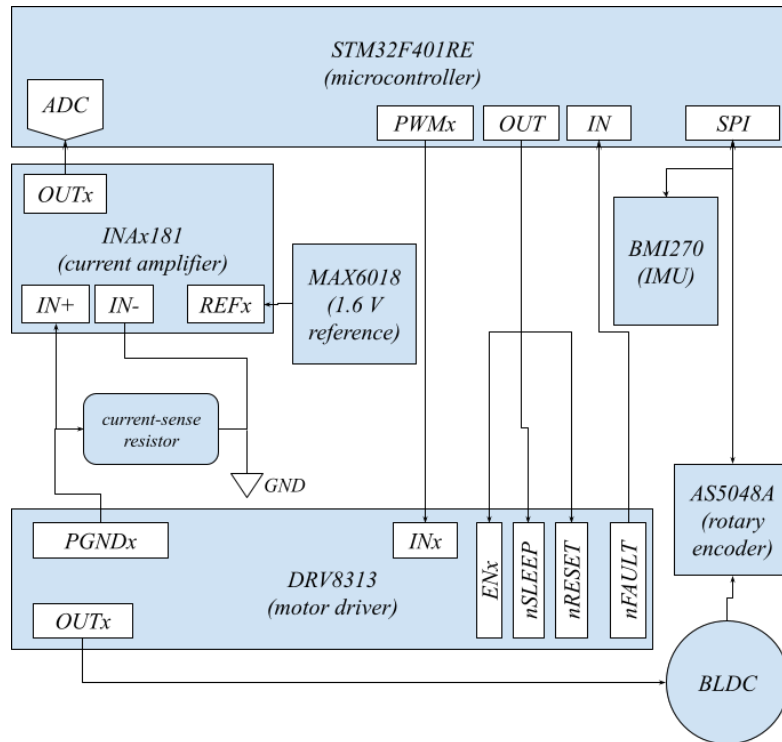 STM32F401RE
(microcontroller)
ADC
PWMx
OUT
IN
SPI
OUTx
INAx181
(current amplifier)
IN+
IN-
REFx
MAX6018
(1.6 V
reference)
BMI270
(IMU)
current-sense
resistor
GND
AS5048A
(rotary
encoder)
PGNDx
INx
ENx
nSLEEP
nRESET
nFAULT
DRV8313
(motor driver)
OUTx
BLDC